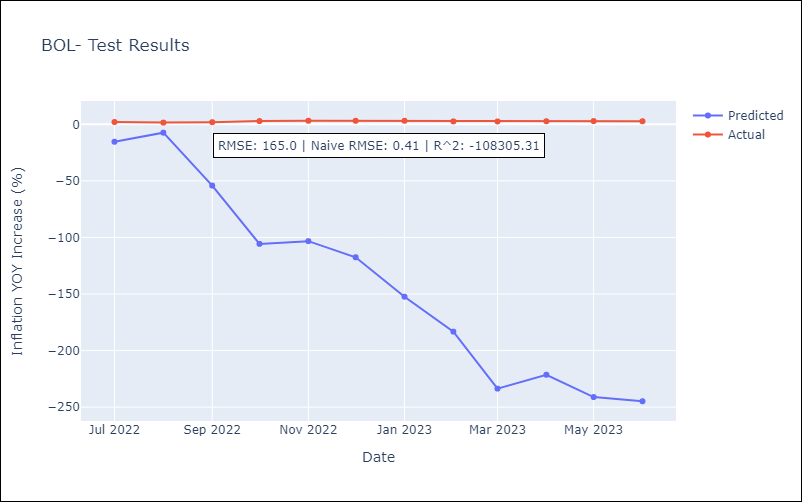 BOL- Test Results
Predicted
Actual
RMSE: 165.0 | Naive RMSE: 0.41 | R^2: -108305.31
Inflation YOY Increase (%)
0
−50
−100
−150
−200
−250
Jul 2022
Sep 2022
Nov 2022
Jan 2023
Mar 2023
May 2023
Date